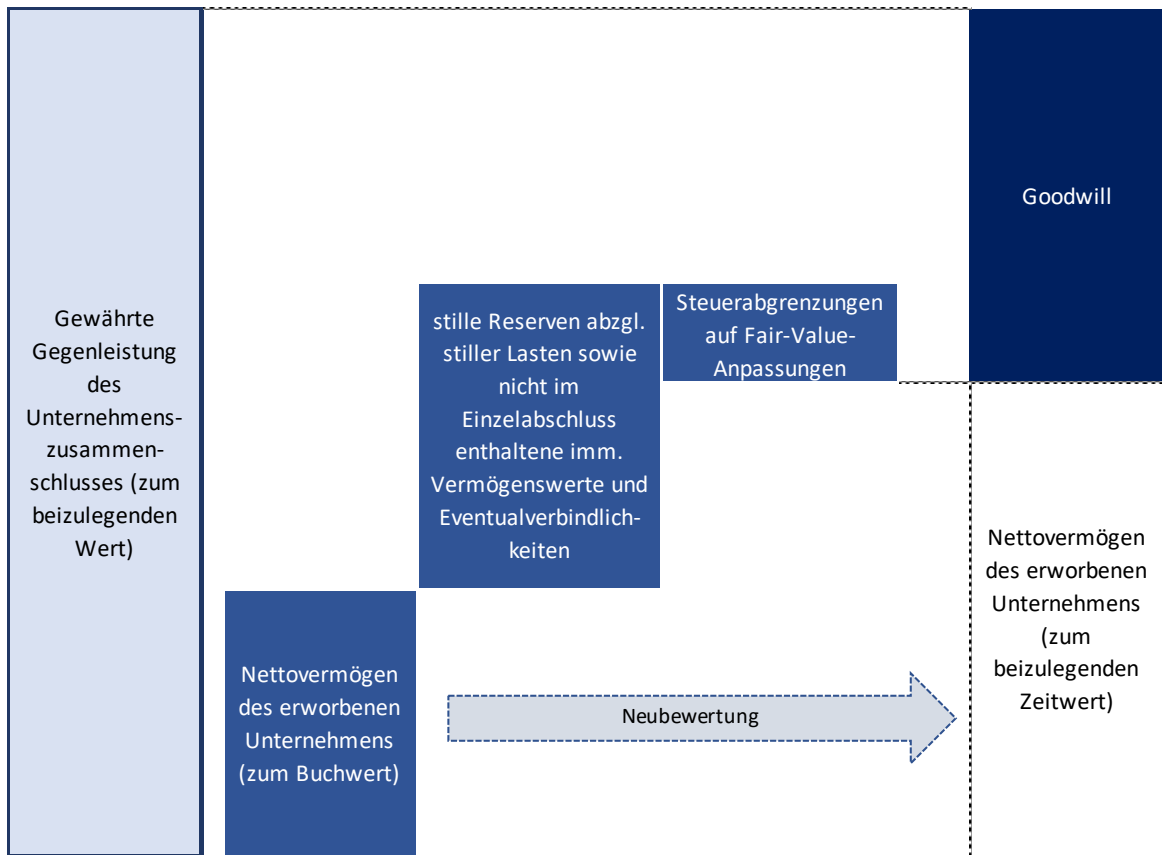 Gewährte
Gegenleistung
des
Unternehmens-
zusammen-
schlusses (zum
beizulegenden
Wert)
Nettovermögen
des erworbenen
Unternehmens
(zum Buchwert)
stille Reserven abzgl.
stiller Lasten sowie
nicht im
Einzelabschluss
enthaltene imm.
Vermögenswerte und
Eventualverbindlich-
keiten
Steuerabgrenzungen
auf Fair-Value-
Anpassungen
Neubewertung
Goodwill
Nettovermögen
des erworbenen
Unternehmens
(zum
beizulegenden
Zeitwert)